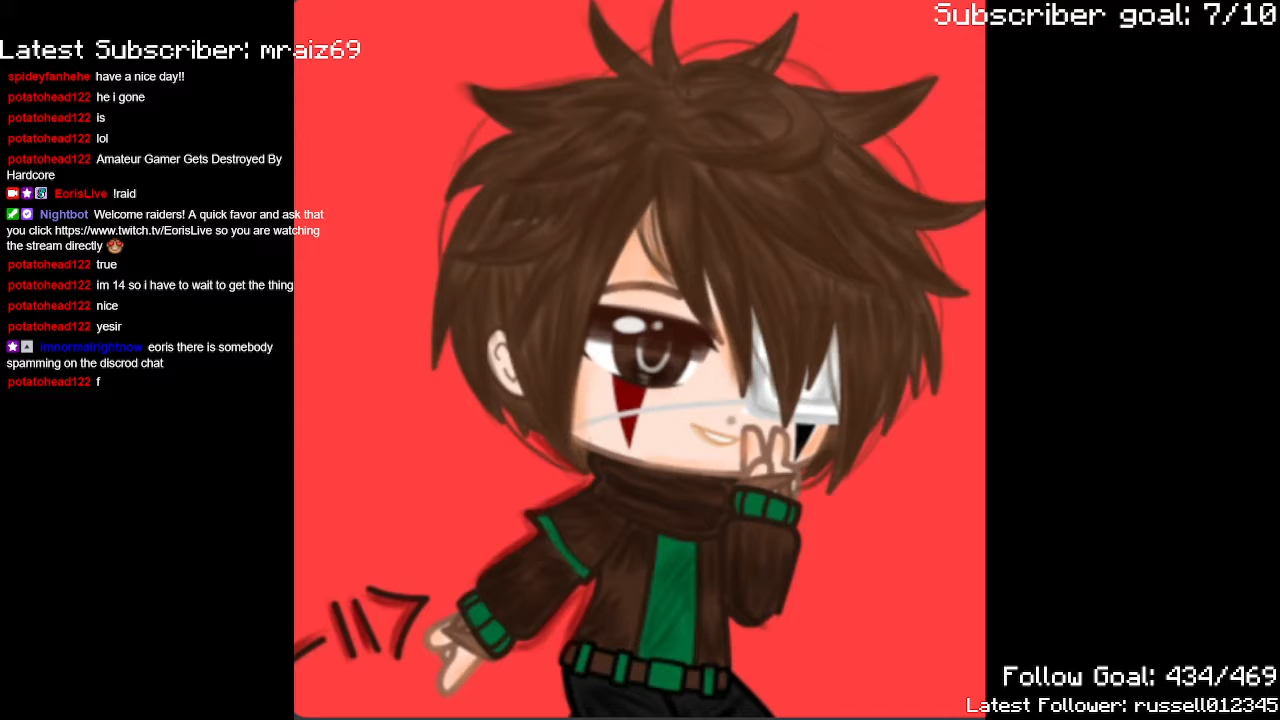 Subscriber goal: 7/10
Latest Subscriber: mraiz69
spideyfanhehe have a nice day!!
potatohead122 he i gone
potatohead122 is
potatohead122 lol
potatohead122 Amateur Gamer Gets Destroyed By
Hardcore
EorisLive !raid
Nightbot Welcome raiders! A quick favor and ask that
you click https://www.twitch.tv/EorisLive so you are watching
the stream directly
potatohead122 true
potatohead122 im 14 so i have to wait to get the thing
potatohead122 nice
potatohead122 yesir
imnormalrightnow eoris there is somebody
spamming on the discrod chat
potatohead122 f
Follow Goal: 434/469
Latest Follower: russell012345